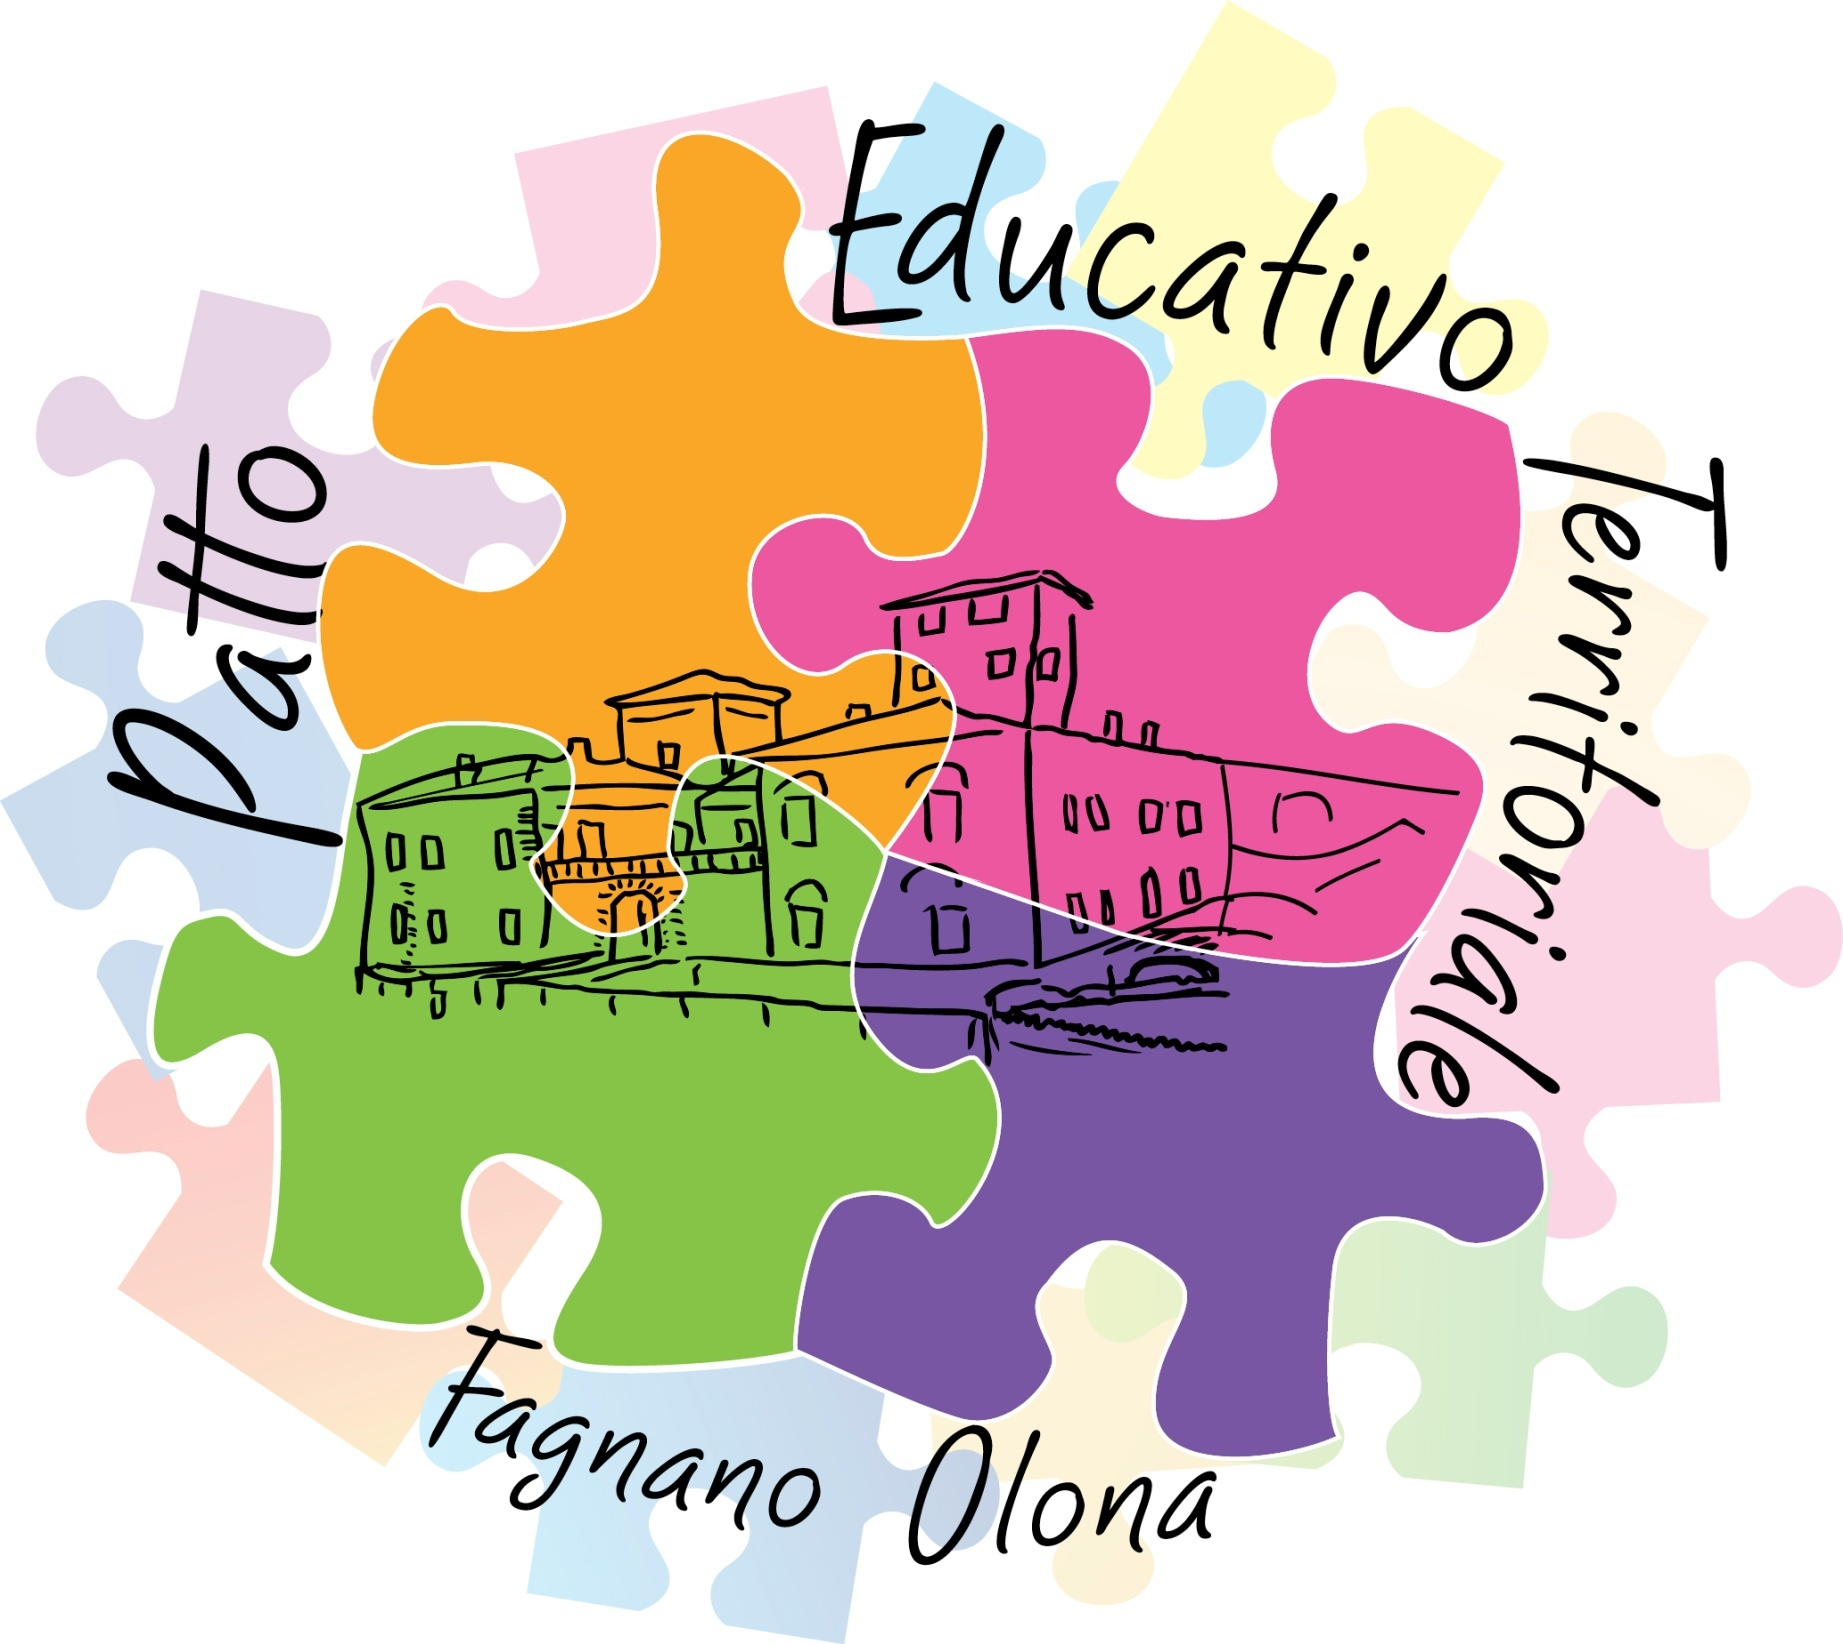 Patto
Educativo
Territoriale
Fagnano Olona